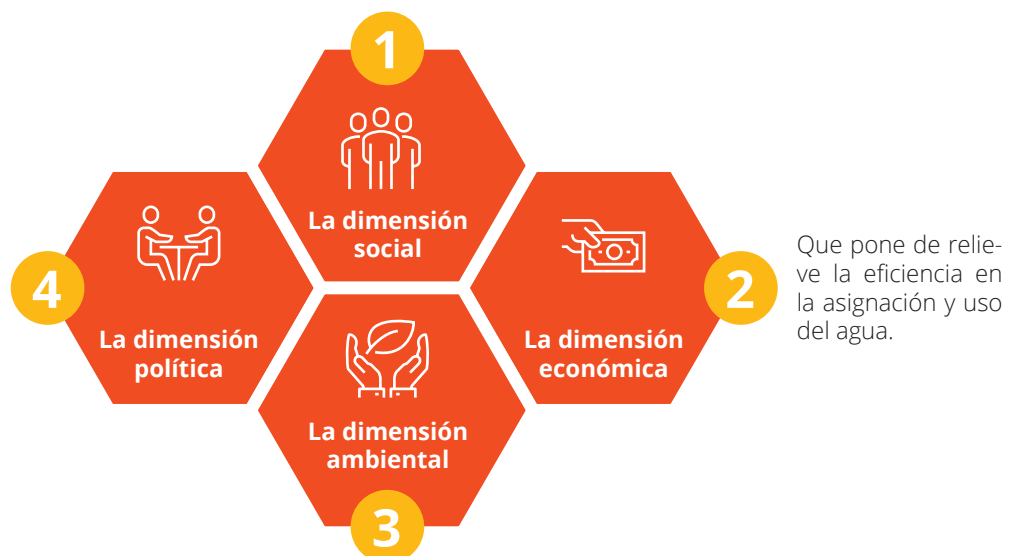 1
La dimensión
social
2
La dimensión
económica
Que pone de relie-
ve la eficiencia en
la asignación y uso
del agua.
3
La dimensión
ambiental
4
La dimensión
política